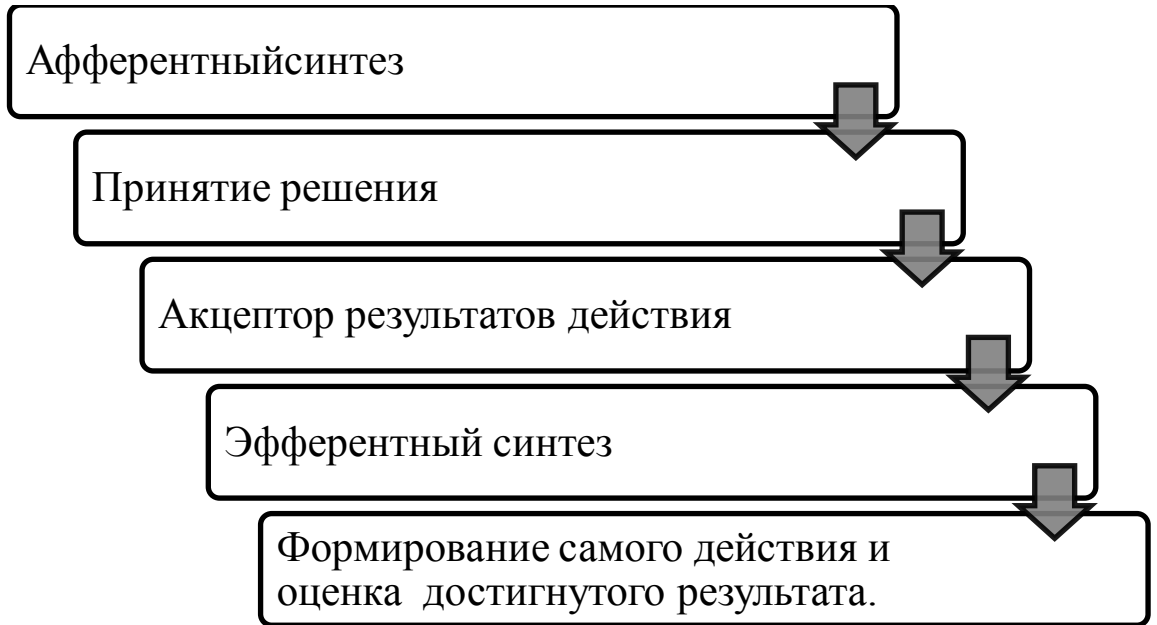 Афферентныйсинтез
Принятие решения
Акцептор результатов действия
Эфферентный синтез
Формирование самого действия и
оценка  достигнутого результата.